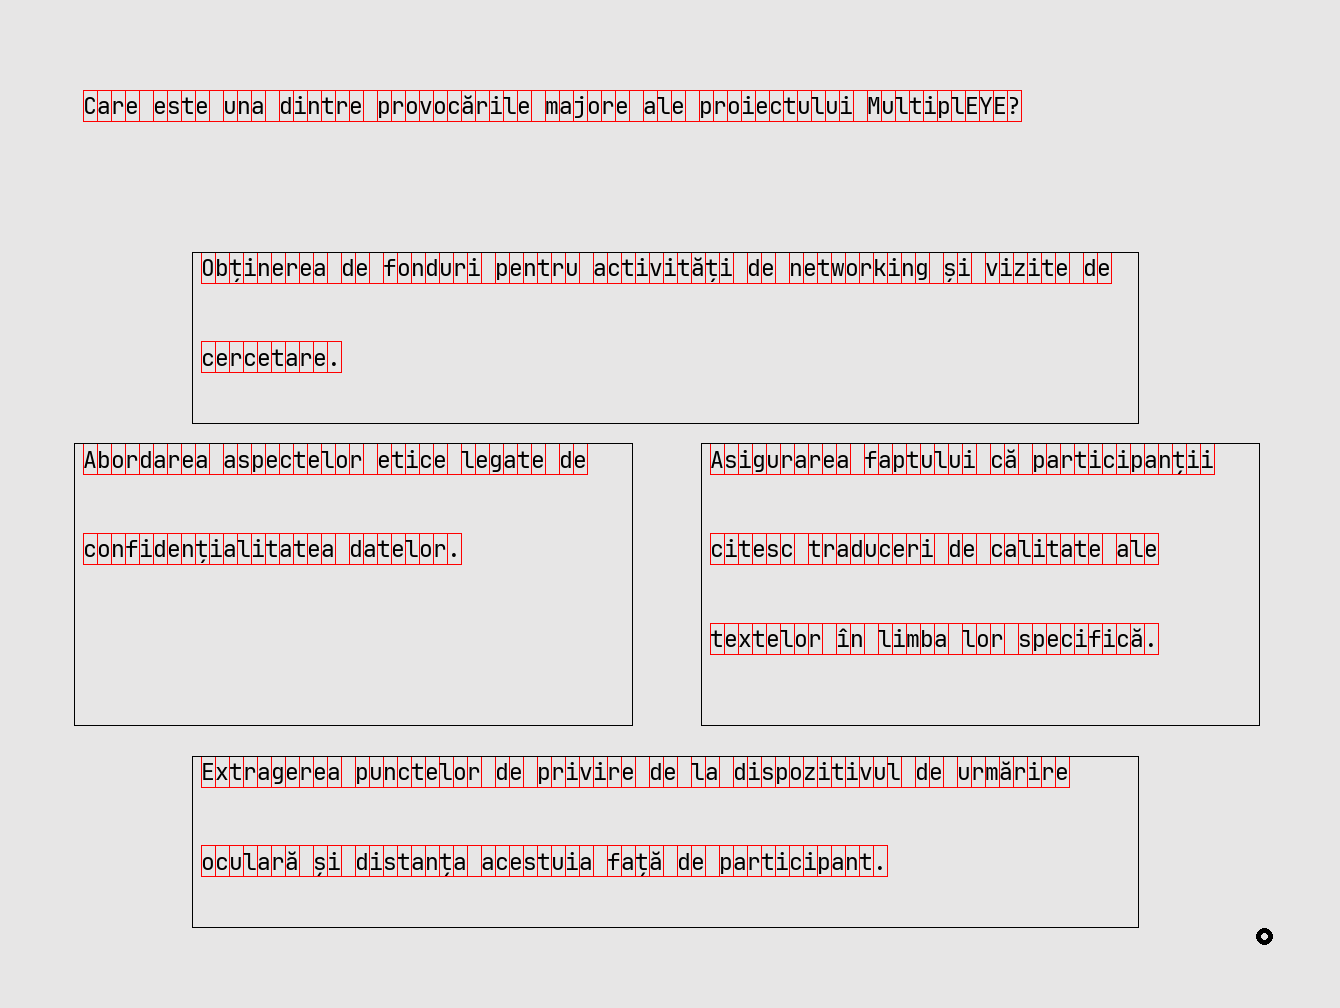 Care este una dintre provocările majore ale proiectului MultiplEYE?
Obținerea de fonduri pentru activități de networking și vizite de
cercetare.
Abordarea aspectelor etice legate de
confidențialitatea datelor.
Asigurarea faptului că participanții
citesc traduceri de calitate ale
textelor în limba lor specifică.
Extragerea punctelor de privire de la dispozitivul de urmărire
oculară și distanța acestuia față de participant.